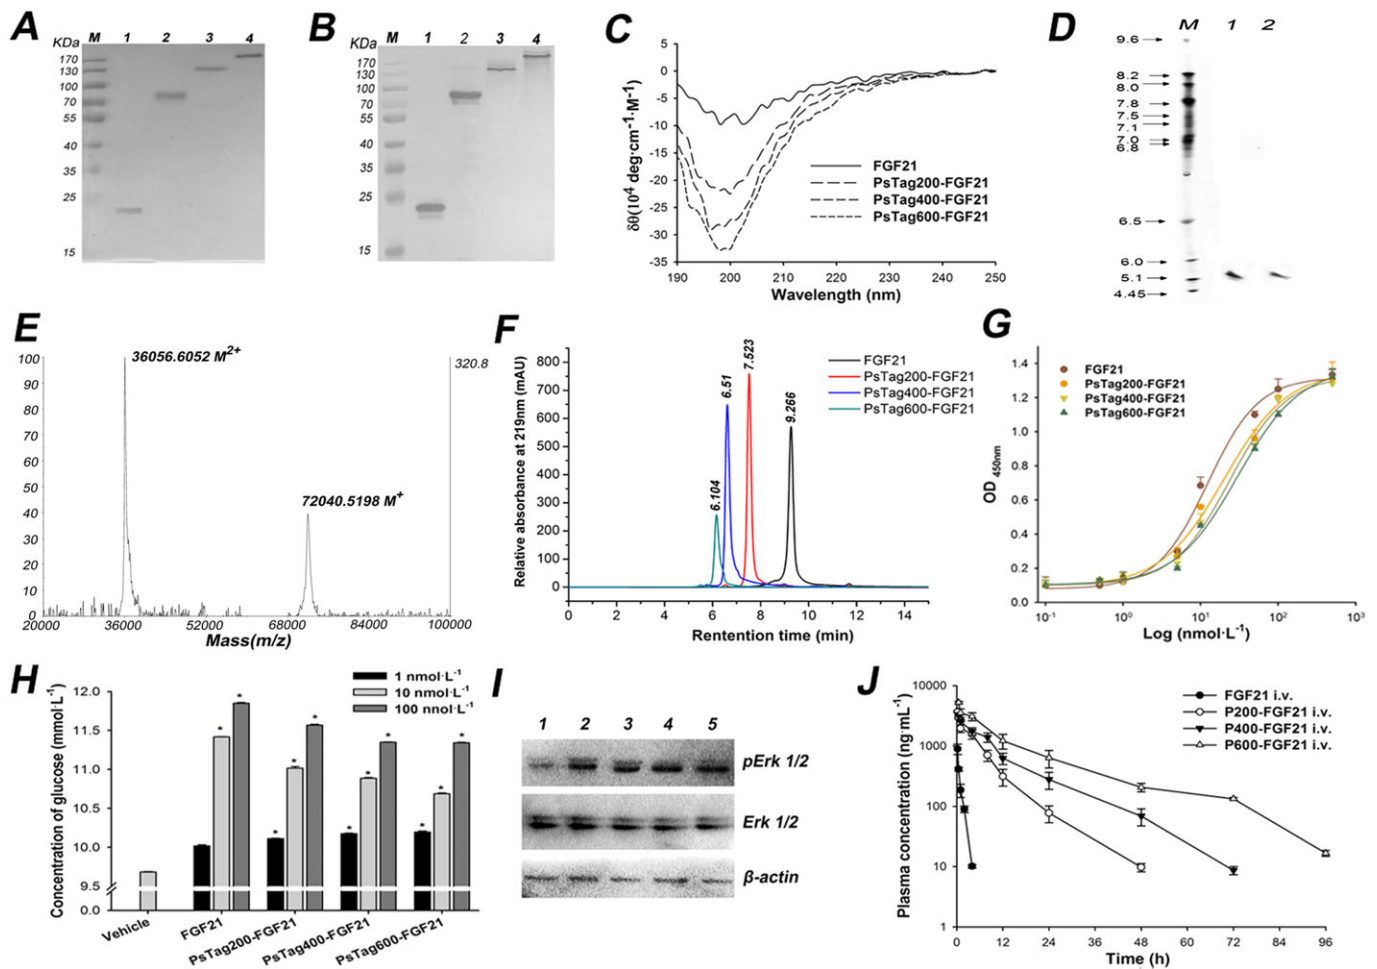 A
KDa M 1 2 3 4
170
130
100
70
55
40
35
25
15
B
KDa M 1 2 3 4
170
130
100
70
55
40
35
25
15
C
5
0
-5
-10
-15
-20
-25
-30
-35
190 200 210 220 230 240 250
δθ(10⁴ deg·cm⁻¹·M⁻¹)
Wavelength (nm)
FGF21
PsTag200-FGF21
PsTag400-FGF21
PsTag600-FGF21
D
M 1 2
9.6
8.2
8.0
7.8
7.5
7.1
7.0
6.8
6.5
6.0
5.1
4.45
E
100
90
80
70
60
50
40
30
20
10
0
20000 36000 52000 68000 84000 100000
36056.6052 M²⁺
72040.5198 M⁺
320.8
Mass(m/z)
F
800
700
600
500
400
300
200
100
0
0 2 4 6 8 10 12 14
Relative absorbance at 219nm (mAU)
Rentention time (min)
6.104
6.51
7.523
9.266
FGF21
PsTag200-FGF21
PsTag400-FGF21
PsTag600-FGF21
G
1.4
1.2
1.0
0.8
0.6
0.4
0.2
0.0
10⁻¹ 10⁰ 10¹ 10² 10³
OD 450nm
Log (nmol·L⁻¹)
FGF21
PsTag200-FGF21
PsTag400-FGF21
PsTag600-FGF21
H
1 nmol·L⁻¹
10 nmol·L⁻¹
100 nnol·L⁻¹
12.0
11.5
11.0
10.5
10.0
9.5
0.0
Concentration of glucose (mmol·L⁻¹)
* * * * * * * * * * *
Vehicle
FGF21
PsTag200-FGF21
PsTag400-FGF21
PsTag600-FGF21
I
1 2 3 4 5
pErk 1/2
Erk 1/2
β-actin
J
10000
1000
100
10
1
0 12 24 36 48 60 72 84 96
Plasma concentration (ng·mL⁻¹)
Time (h)
FGF21 i.v.
P200-FGF21 i.v.
P400-FGF21 i.v.
P600-FGF21 i.v.